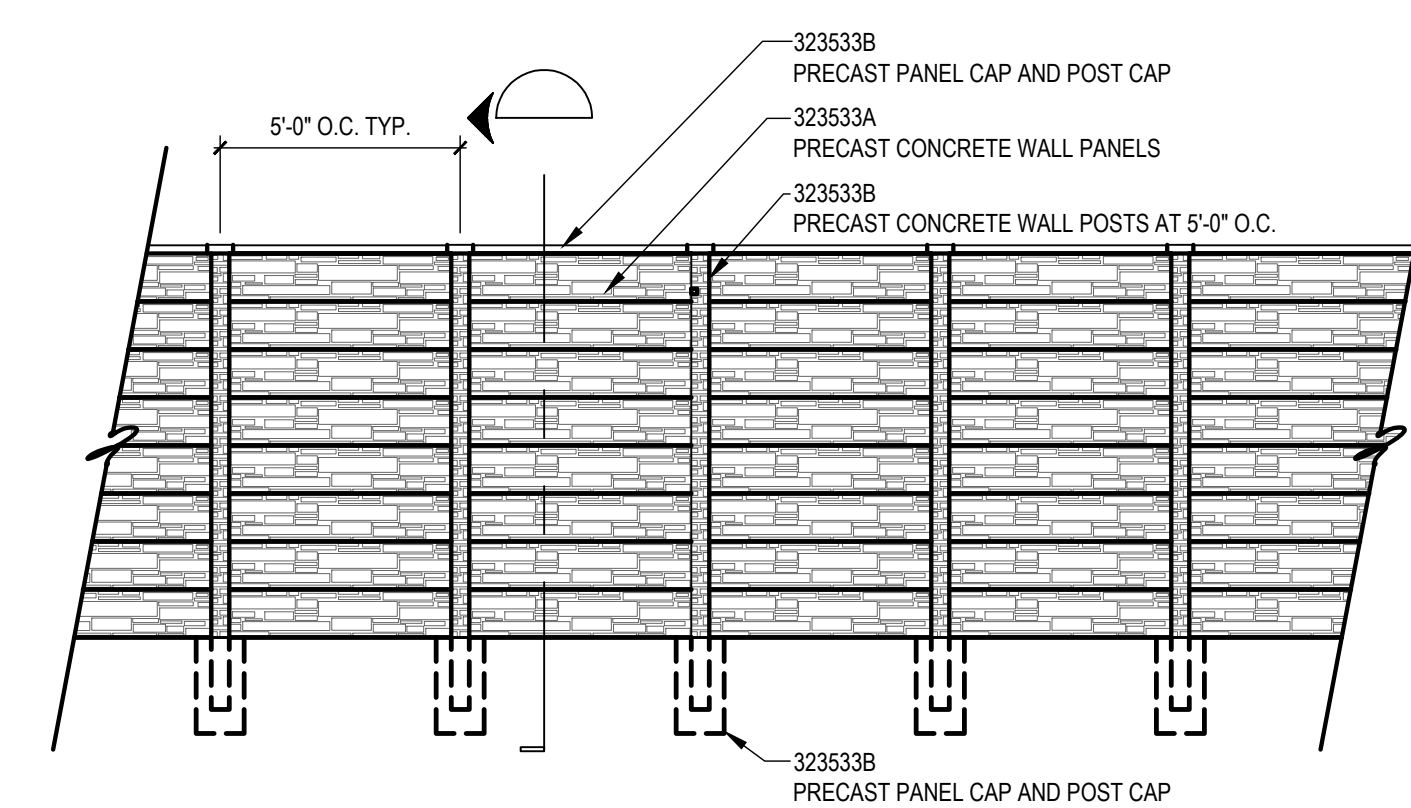 323533B
PRECAST PANEL CAP AND POST CAP
5'-0" O.C. TYP.
323533A
PRECAST CONCRETE WALL PANELS
323533B
PRECAST CONCRETE WALL POSTS AT 5'-0" O.C.
323533B
PRECAST PANEL CAP AND POST CAP